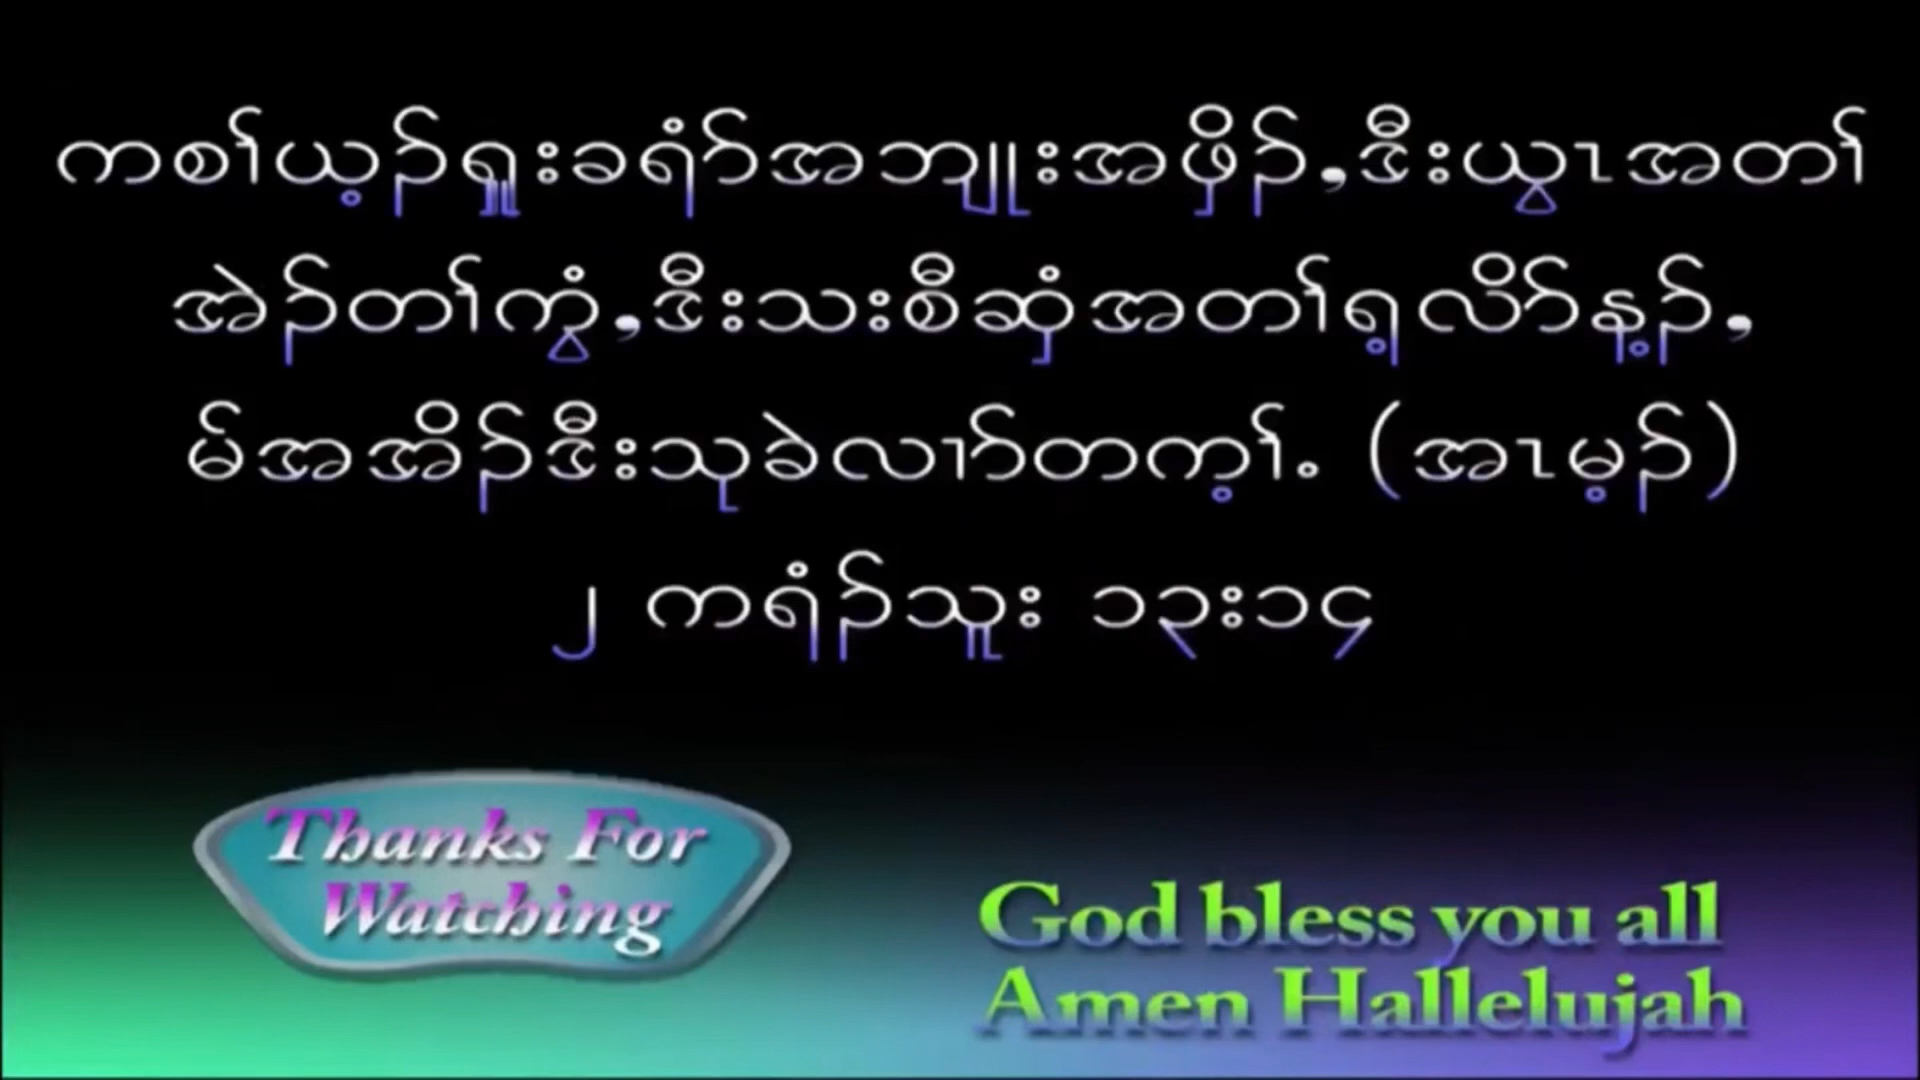 ကစၢ်ယ့ၣ်ရှူးခရံာ်အဘျုးအဖှိၣ်,ဒီးယွၤအတၢ်
အဲၣ်တၢ်ကွံ,ဒီးသးစီဆှံအတၢ်ရ့လိာ်န့ၣ်,
မ်အအိၣ်ဒီးသုခဲလၢာ်တက့ၢ်. (အၤမ့ၣ်)
၂ ကရံၣ်သူး ၁၃း၁၄
Thanks For
Watching
God bless you all
Amen Hallelujah